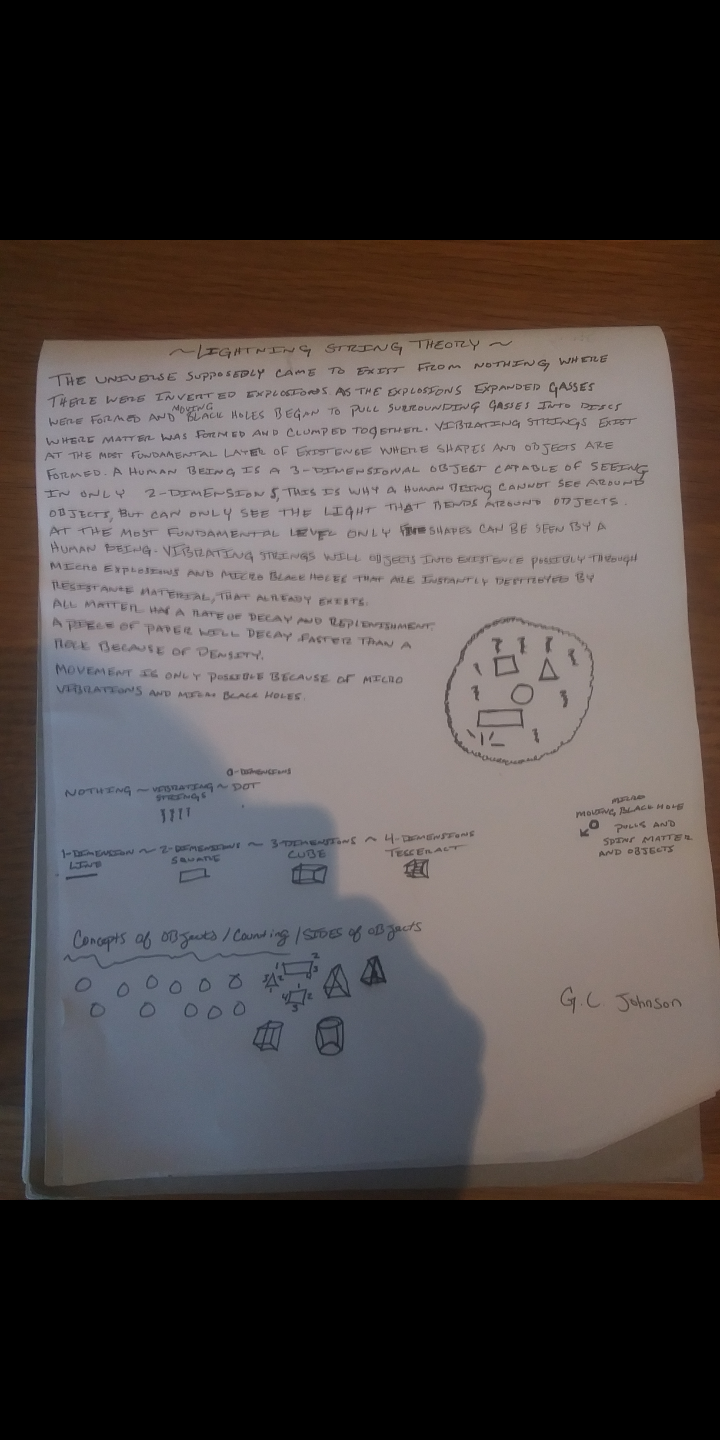 ~LIGHTNING STRING THEORY~
THE UNIVERSE SUPPOSEDLY CAME TO EXIST FROM NOTHING, WHERE
THERE WERE INVERTED EXPLOSIONS. AS THE EXPLOSIONS EXPANDED GASSES
WERE FORMED AND MOVING BLACK HOLES BEGAN TO PULL SURROUNDING GASSES INTO DISCS
WHERE MATTER WAS FORMED AND CLUMPED TOGETHER. VIBRATING STRINGS EXIST
AT THE MOST FUNDAMENTAL LAYER OF EXISTENCE WHERE SHAPES AND OBJECTS ARE
FORMED. A HUMAN BEING IS A 3-DIMENSIONAL OBJECT CAPABLE OF SEEING
IN ONLY 2-DIMENSIONS, THIS IS WHY A HUMAN BEING CANNOT SEE AROUND
OBJECTS, BUT CAN ONLY SEE THE LIGHT THAT BENDS AROUND OBJECTS.
AT THE MOST FUNDAMENTAL LEVEL ONLY SHAPES CAN BE SEEN BY A
HUMAN BEING. VIBRATING STRINGS WILL OBJECTS INTO EXISTENCE POSSIBLY THROUGH
MICRO EXPLOSIONS AND MICRO BLACK HOLES THAT ARE INSTANTLY DESTROYED BY
RESISTANCE MATERIAL, THAT ALREADY EXISTS.
ALL MATTER HAS A RATE OF DECAY AND REPLENISHMENT.
A PIECE OF PAPER WILL DECAY FASTER THAN A
ROCK BECAUSE OF DENSITY.
MOVEMENT IS ONLY POSSIBLE BECAUSE OF MICRO
VIBRATIONS AND MICRO BLACK HOLES.
0-DIMENSIONS
NOTHING ~ VIBRATING ~ DOT
STRINGS
1-DIMENSION ~ 2-DIMENSIONS ~ 3-DIMENSIONS ~ 4-DIMENSIONS
LINE SQUARE CUBE TESSERACT
MICRO
MOVING BLACK HOLE
PULLS AND
SPINS MATTER
AND OBJECTS
Concepts of OBJects / Counting / SIDES of OBJects
1 2 3
1 2 3
1 2 3 4
G.C. Johnson